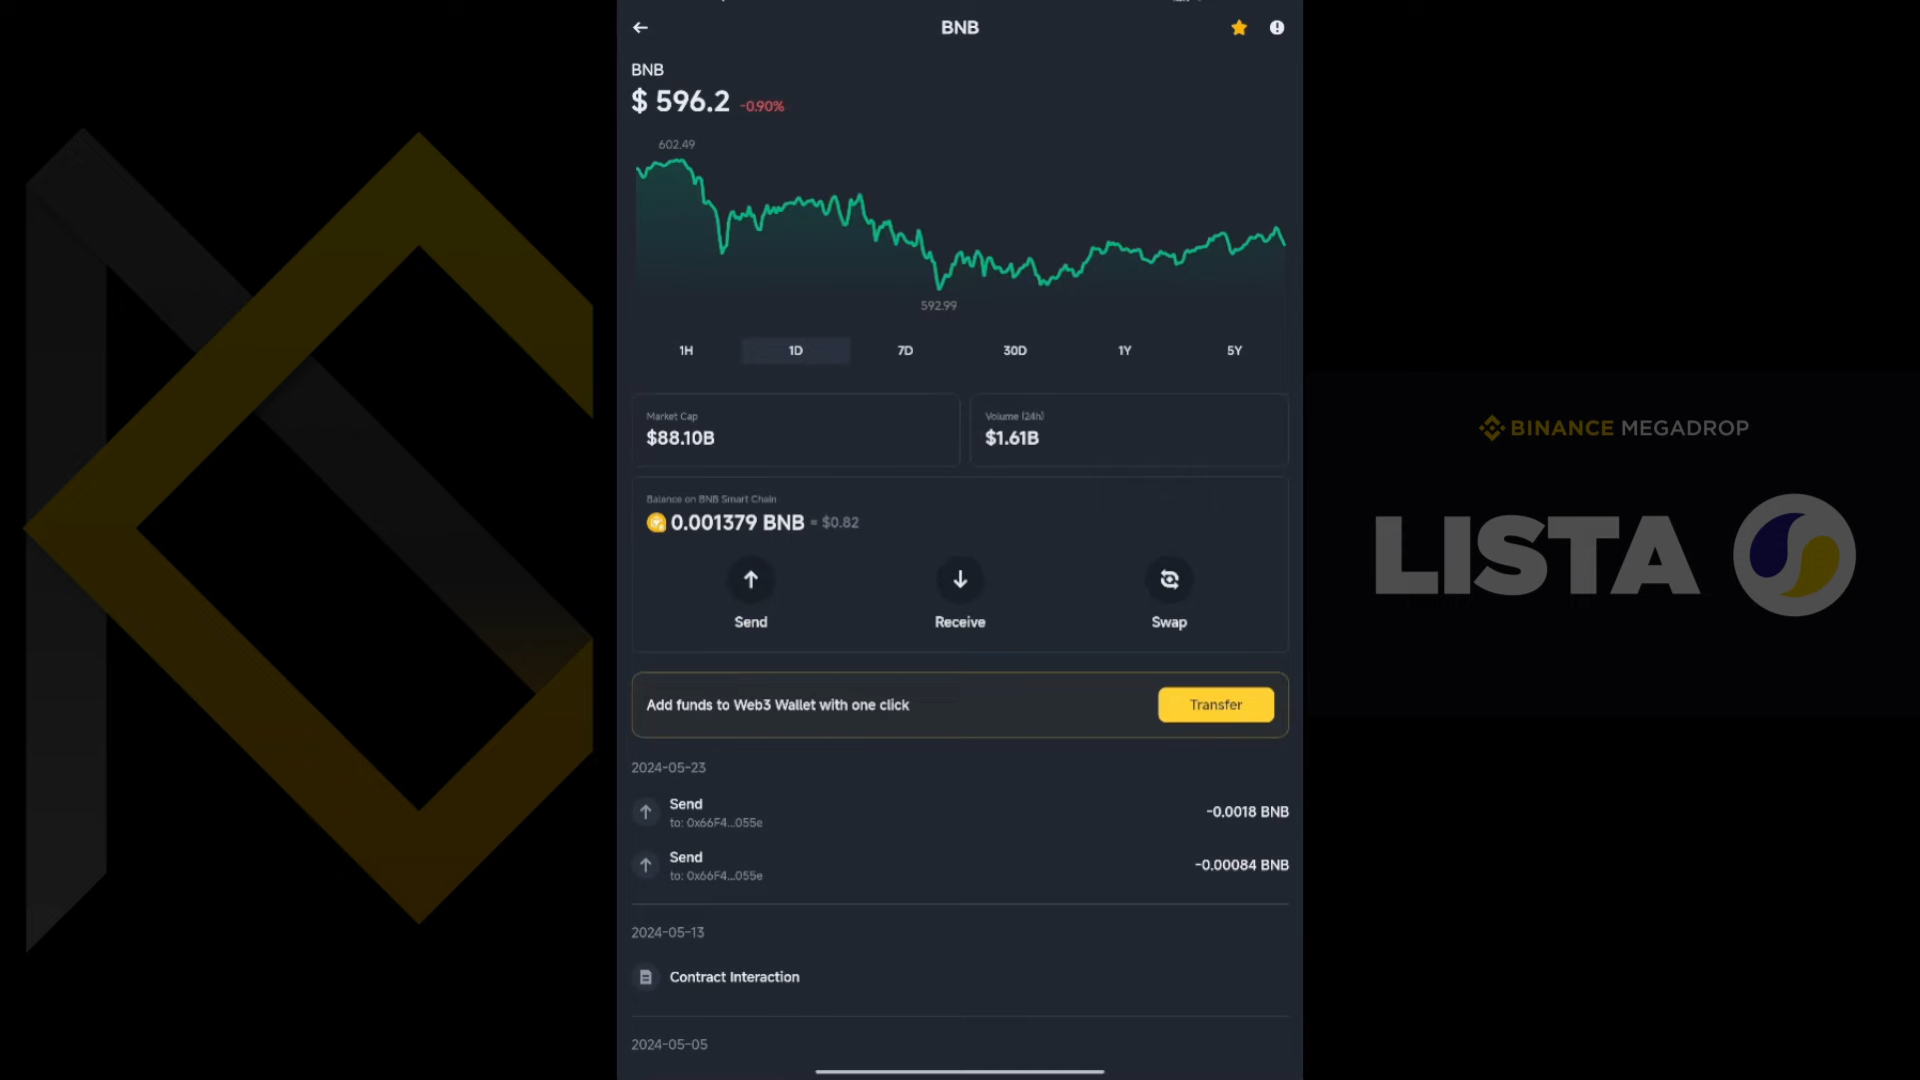 BNB
BNB
$ 596.2 -0.90%
602.49
592.99
1H 1D 7D 30D 1Y 5Y
Market Cap
$88.10B
Volume (24h)
$1.61B
Balance on BNB Smart Chain
0.001379 BNB = $0.82
Send Receive Swap
Add funds to Web3 Wallet with one click Transfer
2024-05-23
Send
to: 0x66F4...055e
-0.0018 BNB
Send
to: 0x66F4...055e
-0.00084 BNB
2024-05-13
Contract Interaction
2024-05-05
BINANCE MEGADROP
LISTA